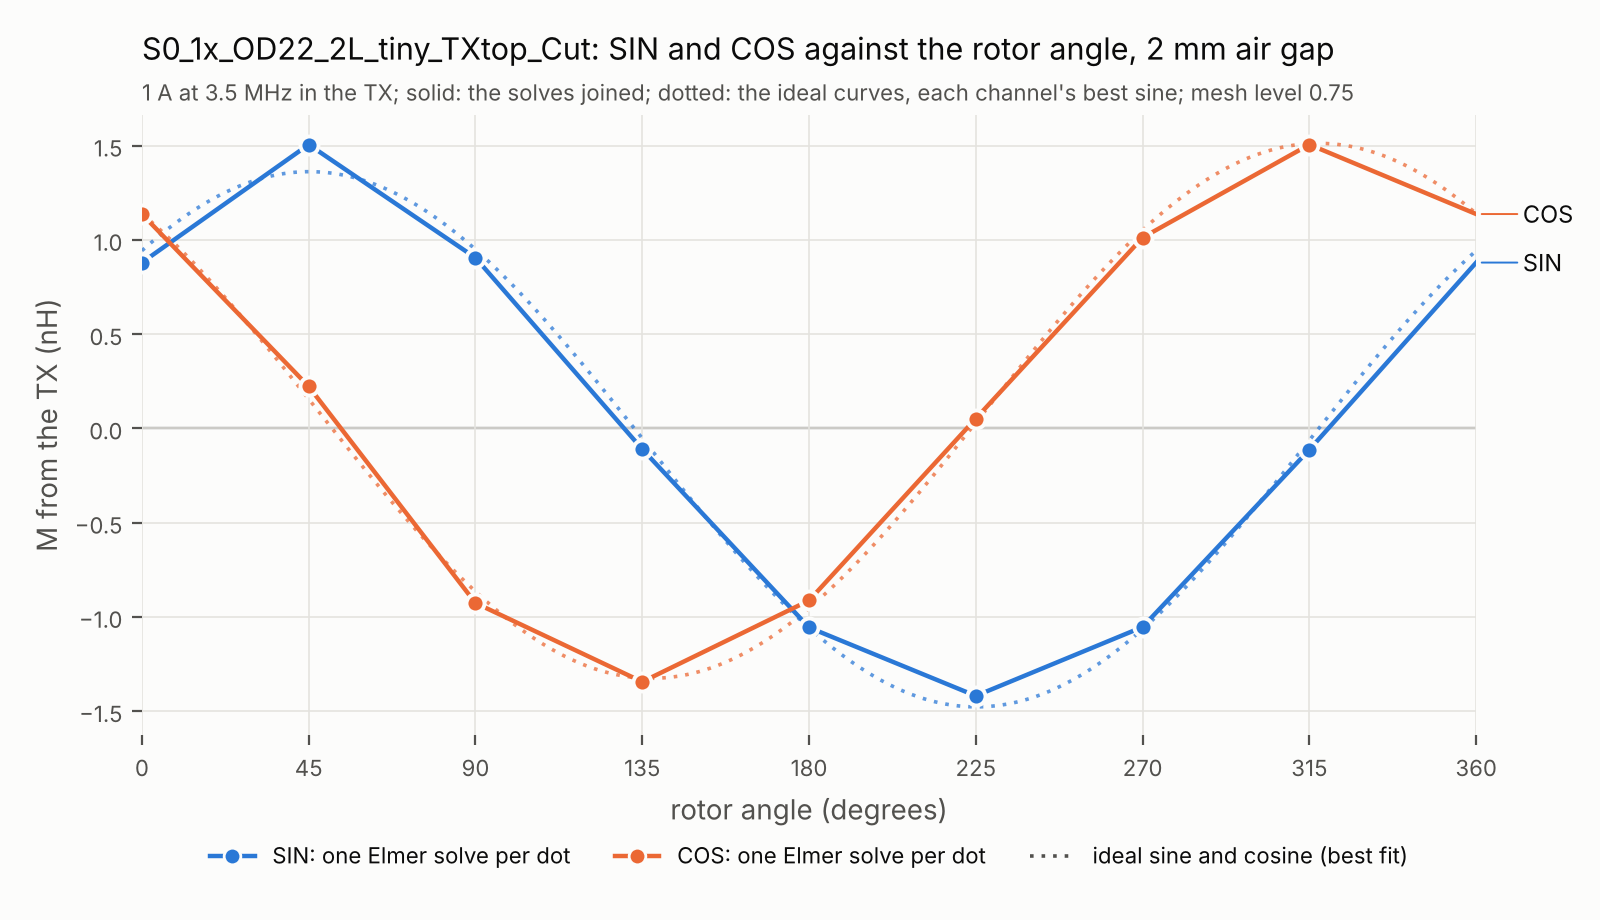 S0_1x_OD22_2L_tiny_TXtop_Cut: SIN and COS against the rotor angle, 2 mm air gap
1 A at 3.5 MHz in the TX; solid: the solves joined; dotted: the ideal curves, each channel's best sine; mesh level 0.75
M from the TX (nH)
1.5
1.0
0.5
0.0
−0.5
−1.0
−1.5
COS
SIN
0 45 90 135 180 225 270 315 360
rotor angle (degrees)
SIN: one Elmer solve per dot COS: one Elmer solve per dot ideal sine and cosine (best fit)